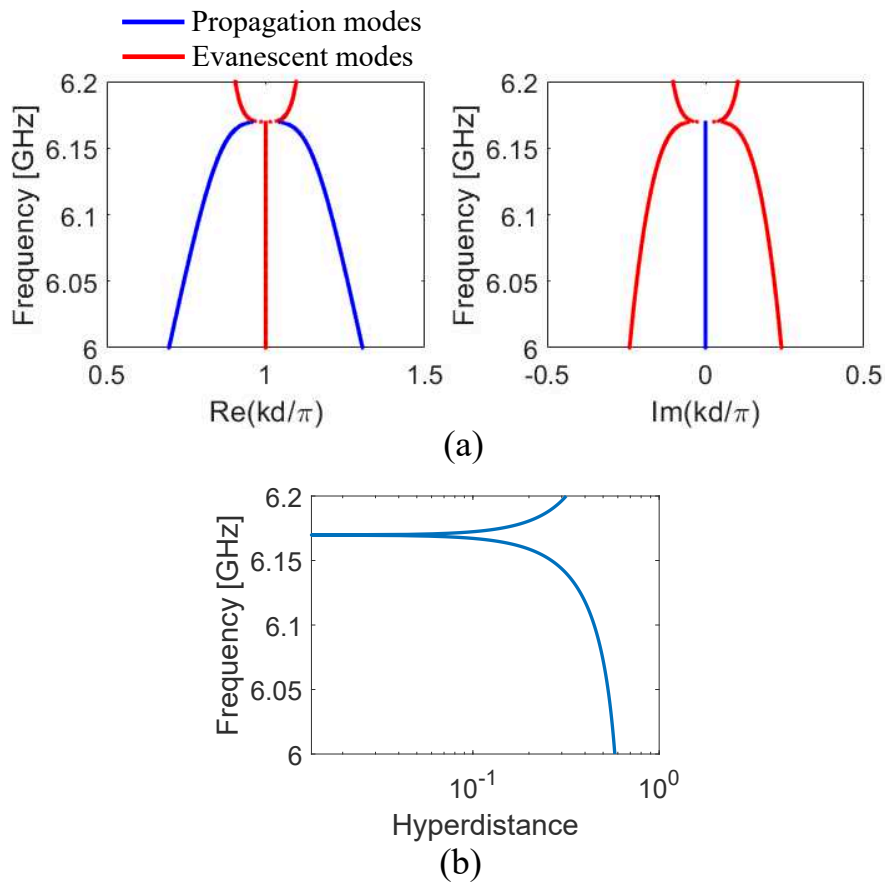 Propagation modes
Evanescent modes
Frequency [GHz]
6.2
6.15
6.1
6.05
6
0.5 1 1.5
Re(kd/π)
Frequency [GHz]
6.2
6.15
6.1
6.05
6
-0.5 0 0.5
Im(kd/π)
(a)
Frequency [GHz]
6.2
6.15
6.1
6.05
6
10⁻¹ 10⁰
Hyperdistance
(b)